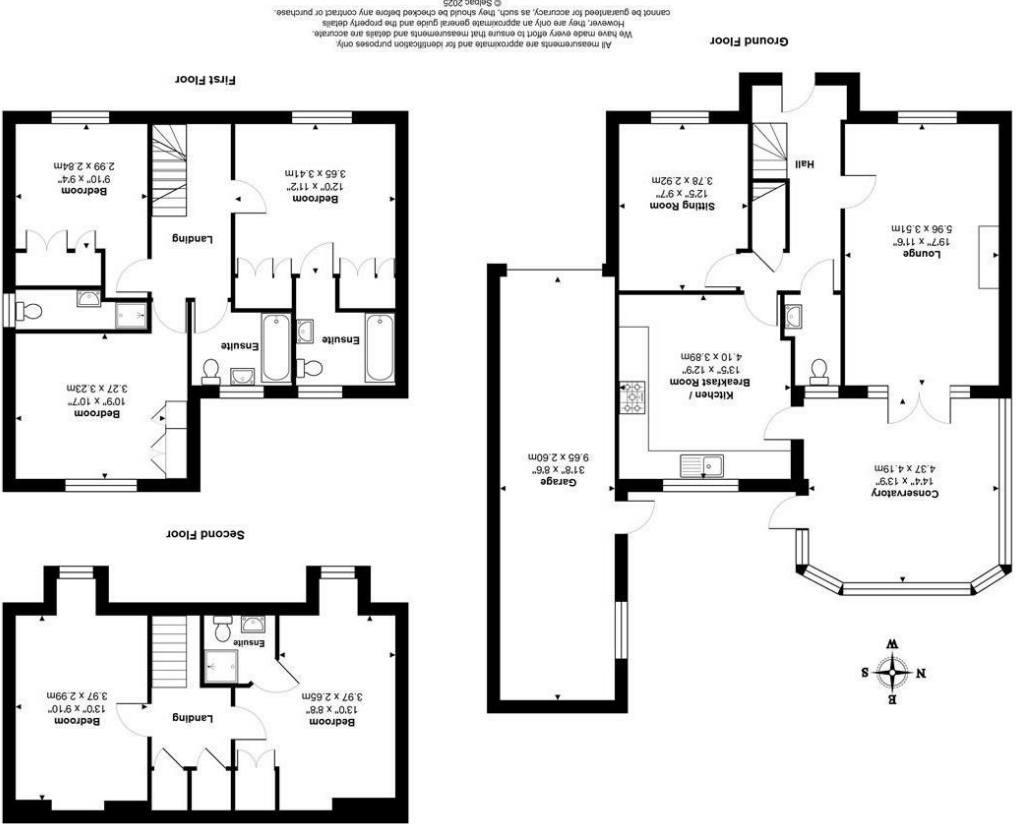 E
N
S
W
Conservatory
14'4" x 13'9"
4.37 x 4.19m
Garage
31'8" x 8'6"
9.65 x 2.60m
Kitchen /
Breakfast Room
13'5" x 12'9"
4.10 x 3.89m
Lounge
19'7" x 11'6"
5.96 x 3.51m
Sitting Room
12'5" x 9'7"
3.78 x 2.92m
Hall
Ground Floor
Bedroom
13'0" x 8'8"
3.97 x 2.65m
Landing
Bedroom
13'0" x 9'10"
3.97 x 2.99m
Ensuite
Second Floor
Bedroom
10'9" x 10'7"
3.27 x 3.23m
Ensuite
Ensuite
Landing
Bedroom
12'0" x 11'2"
3.65 x 3.41m
Bedroom
9'10" x 9'4"
2.99 x 2.84m
First Floor
All measurements are approximate and for identification purposes only.
We have made every effort to ensure that measurements and details are accurate.
However, they are only an approximate general guide and the property details
cannot be guaranteed for accuracy, as such, they should be checked before any contract or purchase.
© Selpac 2025